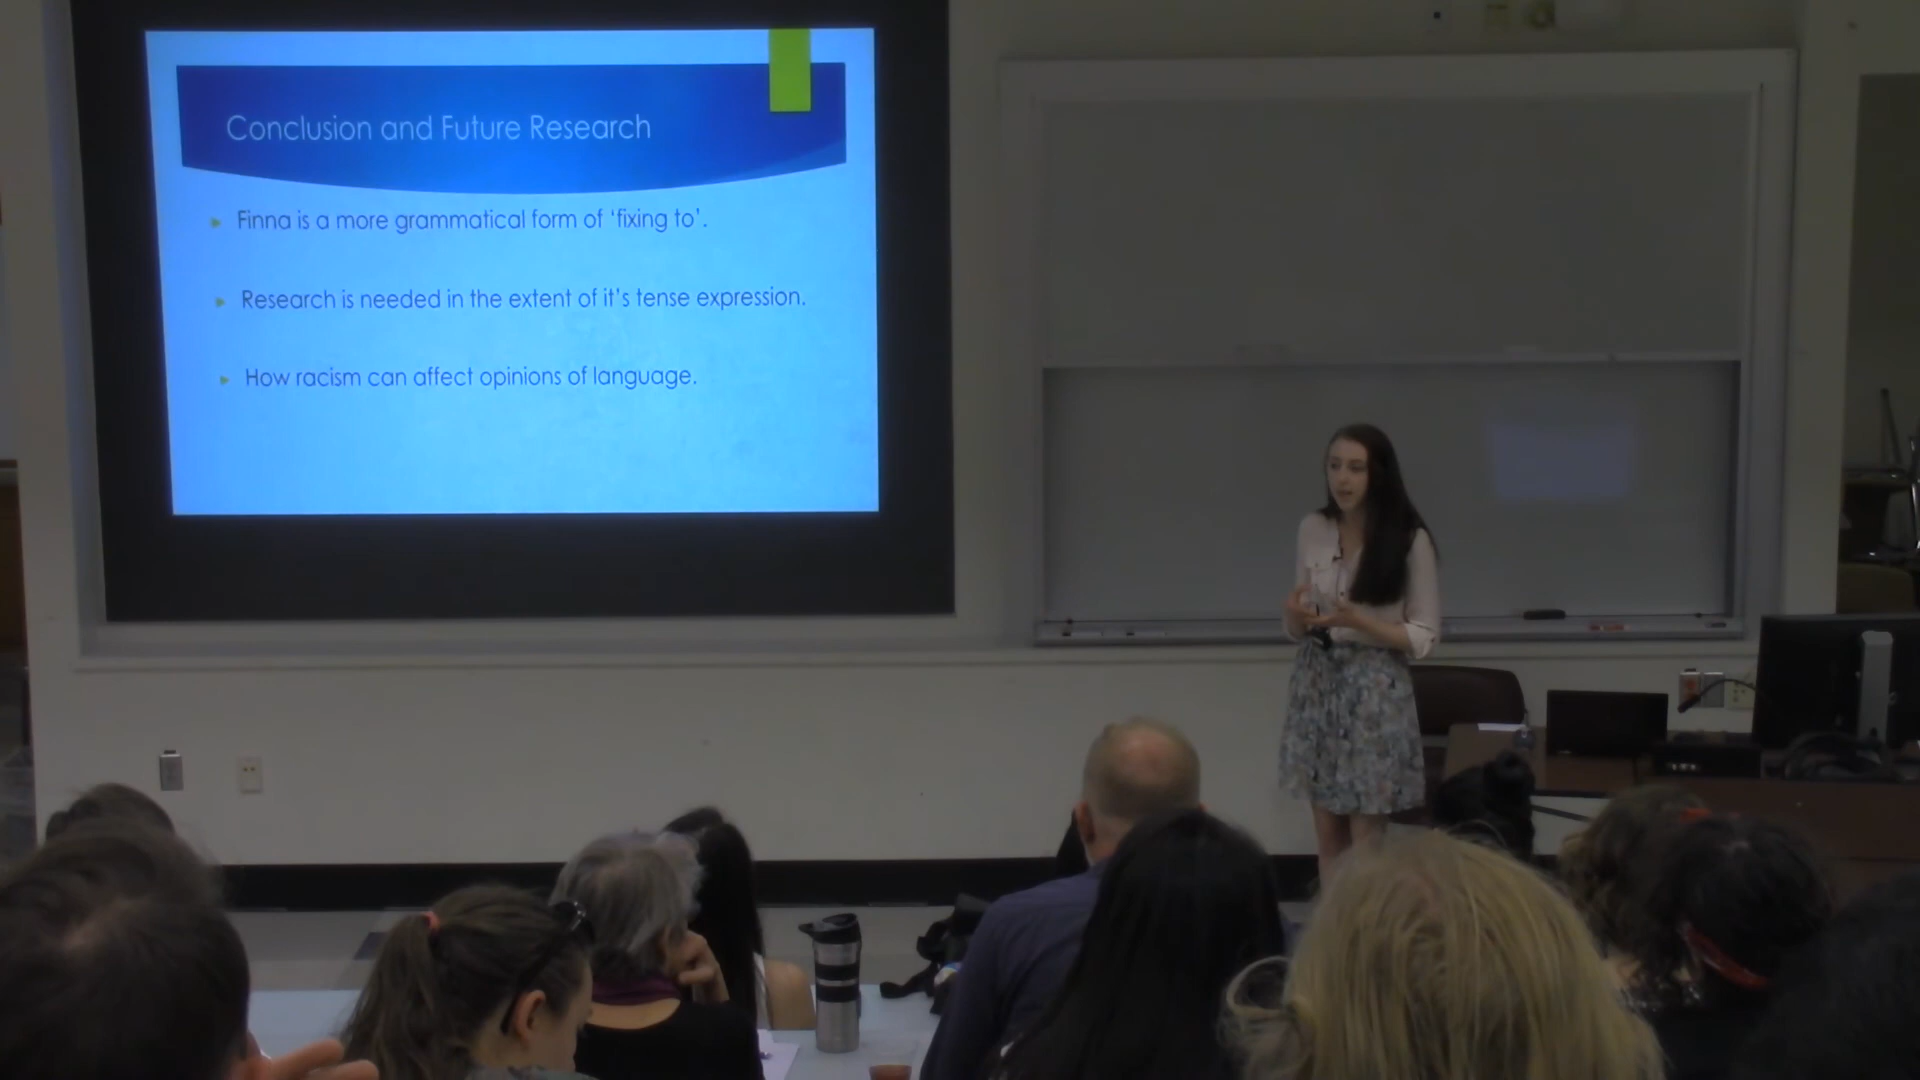 Conclusion and Future Research
Finna is a more grammatical form of ‘fixing to’.
Research is needed in the extent of it’s tense expression.
How racism can affect opinions of language.